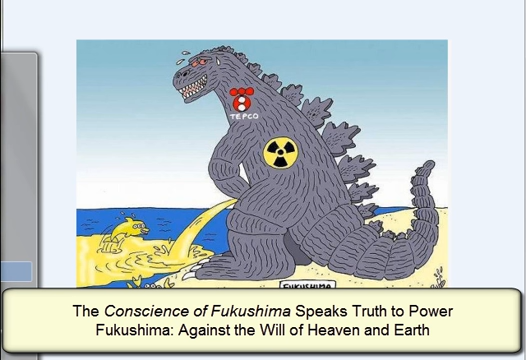 TEPCO
FUKUSHIMA
The Conscience of Fukushima Speaks Truth to Power
Fukushima: Against the Will of Heaven and Earth